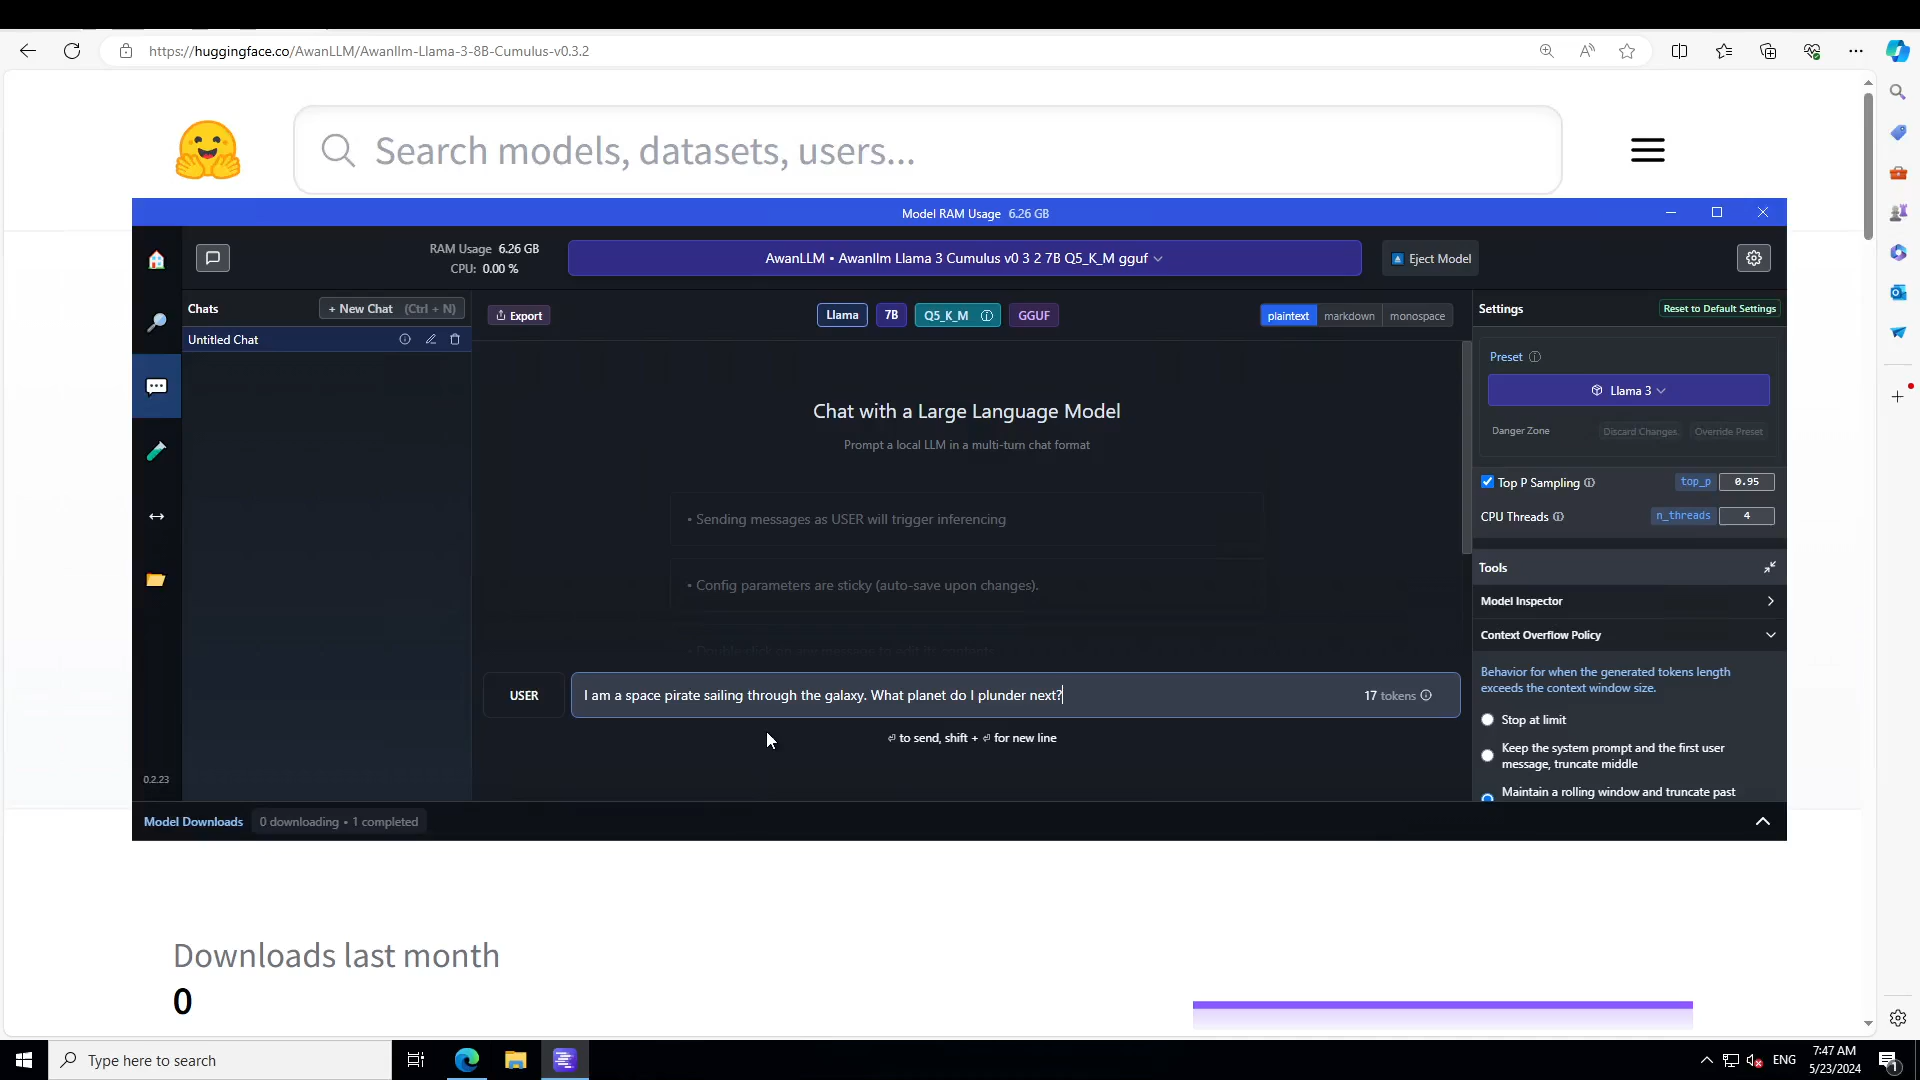 https://huggingface.co/AwanLLM/Awanllm-Llama-3-8B-Cumulus-v0.3.2
Search models, datasets, users...
Model RAM Usage 6.26 GB
RAM Usage 6.26 GB
CPU: 0.00 %
AwanLLM • Awanllm Llama 3 Cumulus v0 3 2 7B Q5_K_M gguf
Eject Model
Chats
+ New Chat (Ctrl + N)
Export
Llama
7B
Q5_K_M
GGUF
plaintext
markdown
monospace
Settings
Reset to Default Settings
Untitled Chat
Preset
Llama 3
Chat with a Large Language Model
Prompt a local LLM in a multi-turn chat format
Danger Zone
Discard Changes
Override Preset
Top P Sampling
top_p
0.95
• Sending messages as USER will trigger inferencing
CPU Threads
n_threads
4
Tools
• Config parameters are sticky (auto-save upon changes).
Model Inspector
Context Overflow Policy
• Double click on any message to edit its contents
Behavior for when the generated tokens length
exceeds the context window size.
USER
I am a space pirate sailing through the galaxy. What planet do I plunder next?
17 tokens
Stop at limit
⏎ to send, shift + ⏎ for new line
Keep the system prompt and the first user
message, truncate middle
0.2.23
Maintain a rolling window and truncate past
Model Downloads
0 downloading • 1 completed
Downloads last month
0
Type here to search
ENG
7:47 AM
5/23/2024
1